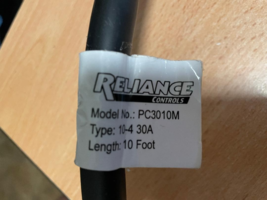 RELIANCE
CONTROLS
Model No.: PC3010M
Type: 10-4 30A
Length: 10 Foot